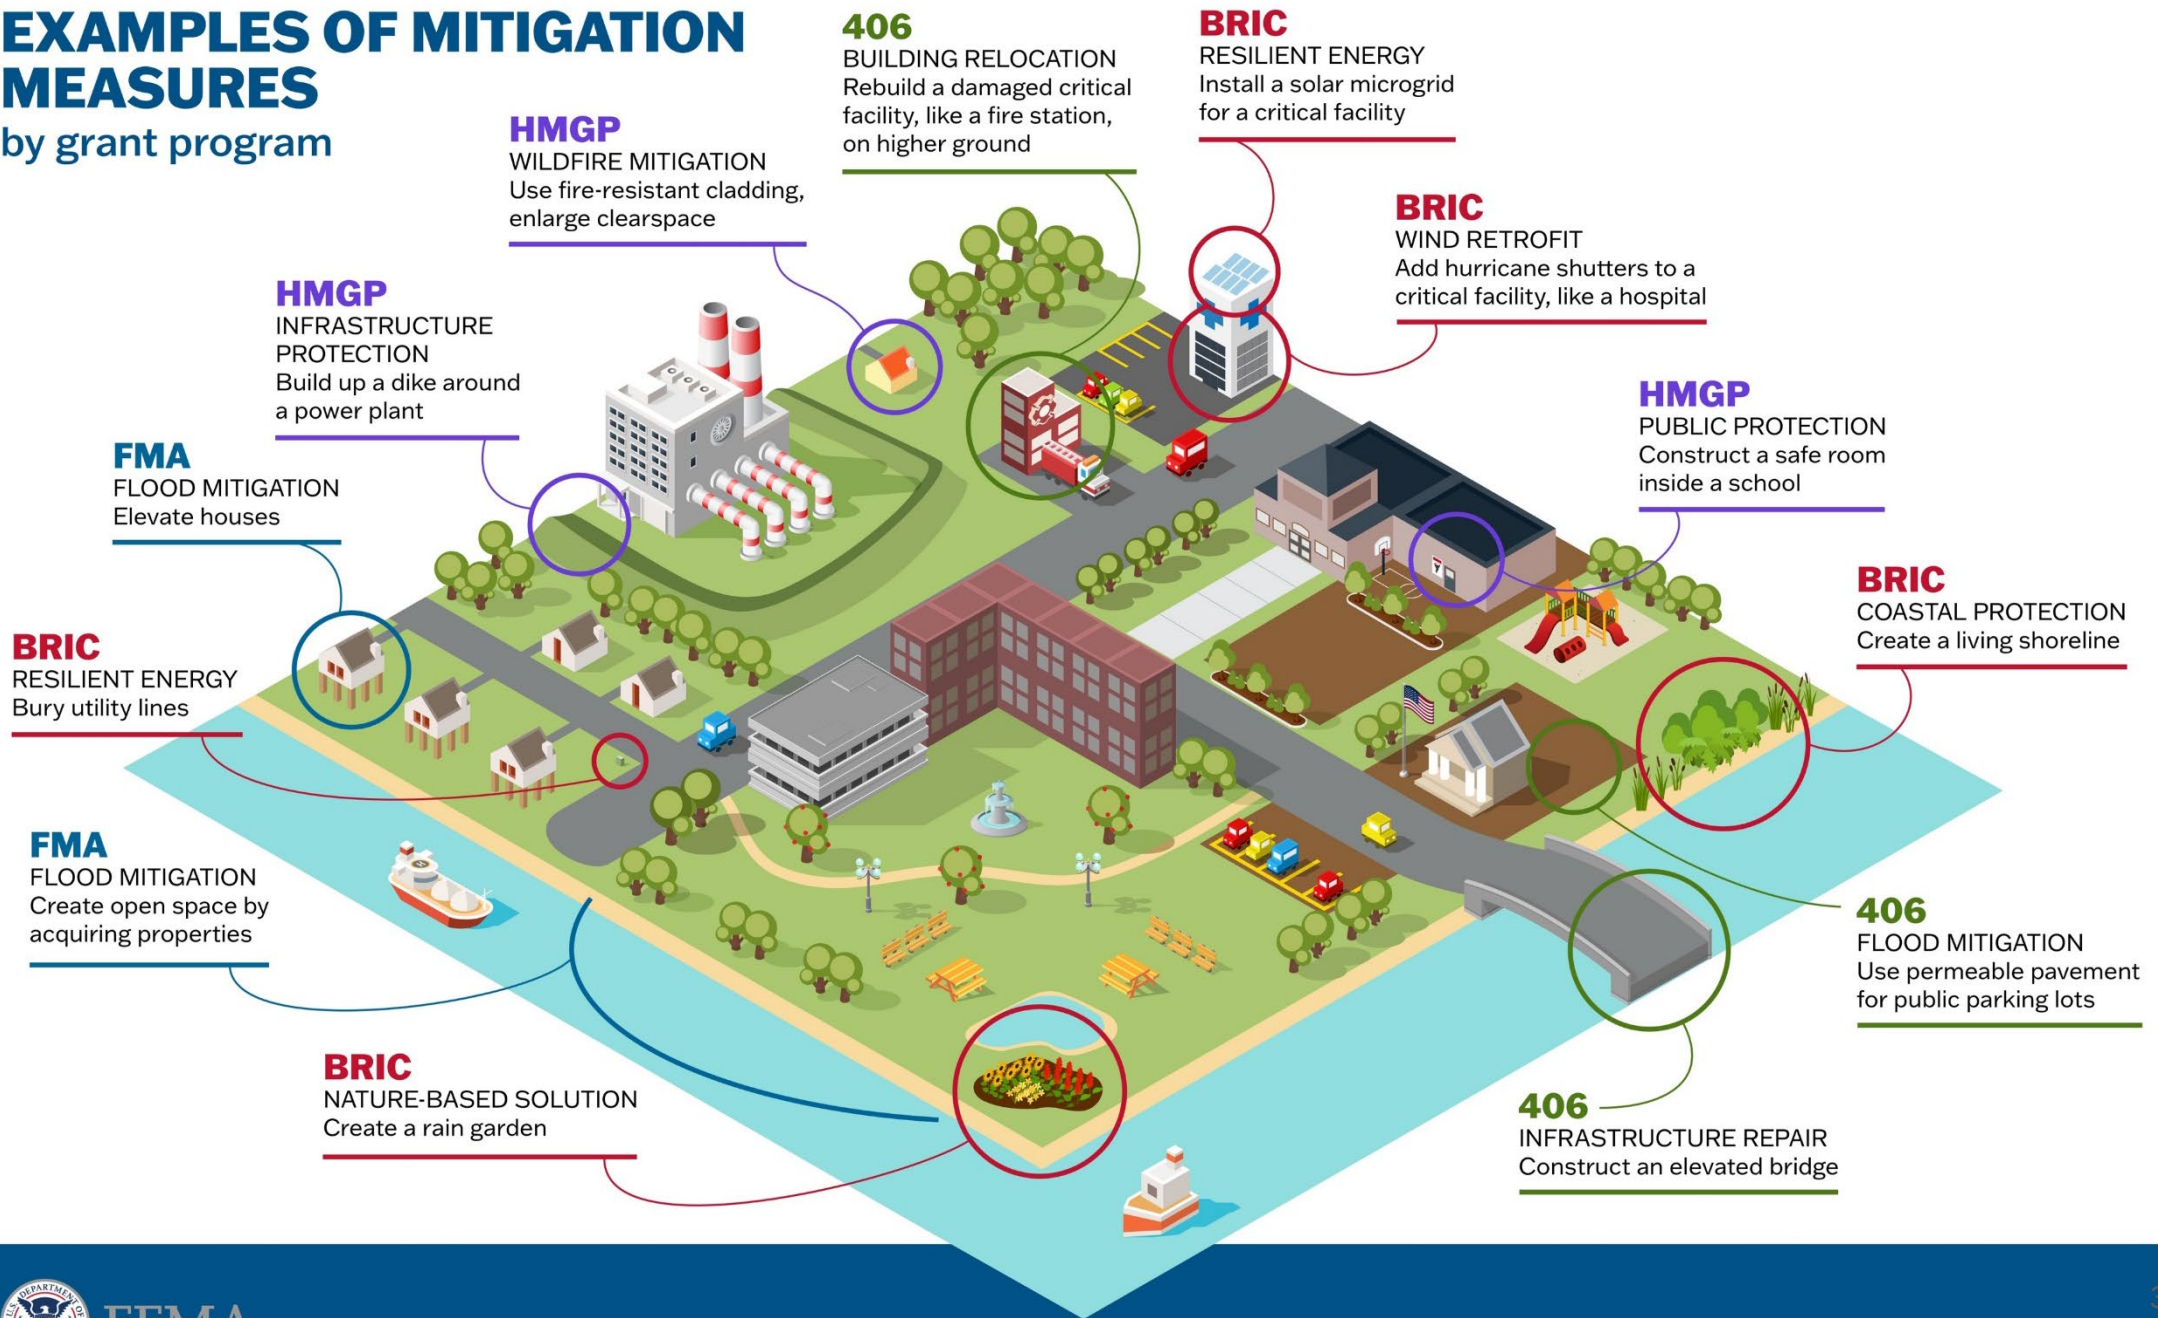 EXAMPLES OF MITIGATION
MEASURES
by grant program
406
BUILDING RELOCATION
Rebuild a damaged critical
facility, like a fire station,
on higher ground
BRIC
RESILIENT ENERGY
Install a solar microgrid
for a critical facility
HMGP
WILDFIRE MITIGATION
Use fire-resistant cladding,
enlarge clearspace
BRIC
WIND RETROFIT
Add hurricane shutters to a
critical facility, like a hospital
HMGP
INFRASTRUCTURE
PROTECTION
Build up a dike around
a power plant
HMGP
PUBLIC PROTECTION
Construct a safe room
inside a school
FMA
FLOOD MITIGATION
Elevate houses
BRIC
COASTAL PROTECTION
Create a living shoreline
BRIC
RESILIENT ENERGY
Bury utility lines
FMA
FLOOD MITIGATION
Create open space by
acquiring properties
406
FLOOD MITIGATION
Use permeable pavement
for public parking lots
BRIC
NATURE-BASED SOLUTION
Create a rain garden
406
INFRASTRUCTURE REPAIR
Construct an elevated bridge
U.S. DEPARTMENT OF
FEMA